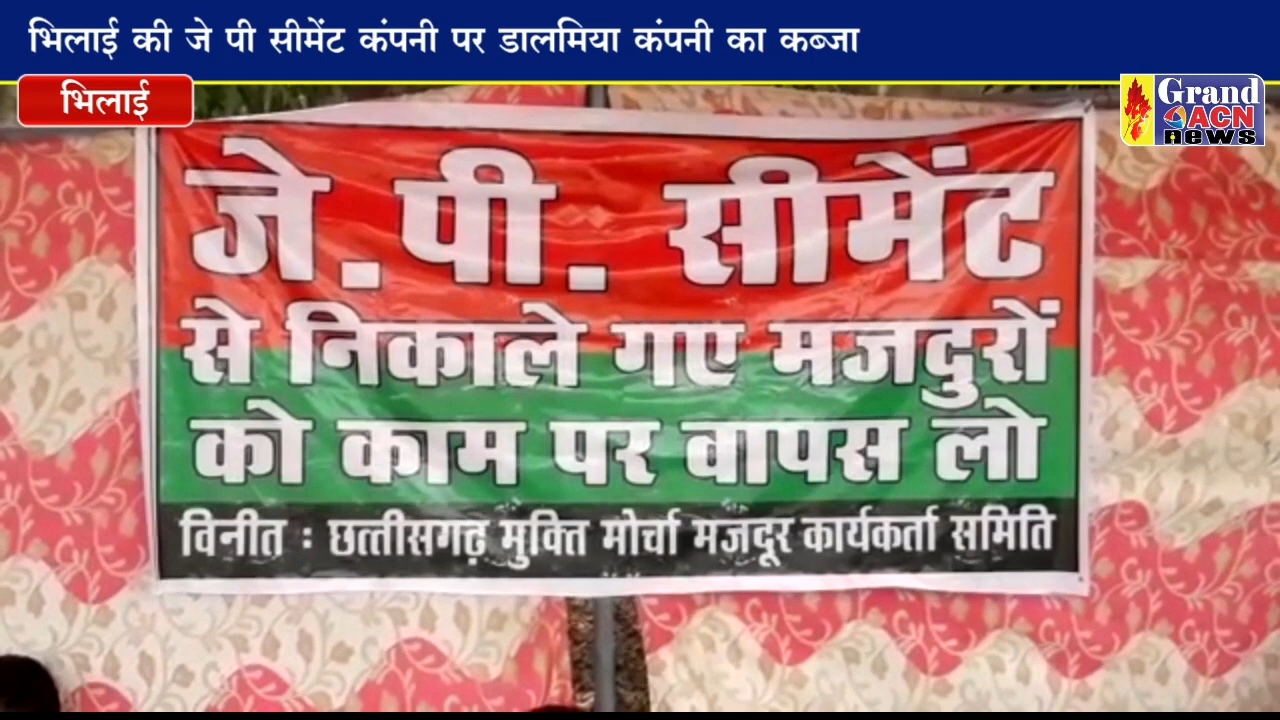 भिलाई की जे पी सीमेंट कंपनी पर डालमिया कंपनी का कब्जा
भिलाई
Grand
ACN
news
जे. पी. सीमेंट
से निकाले गए मजदुरों
को काम पर वापस लो
विनीत : छत्तीसगढ़ मुक्ति मोर्चा मजदूर कार्यकर्ता समिति